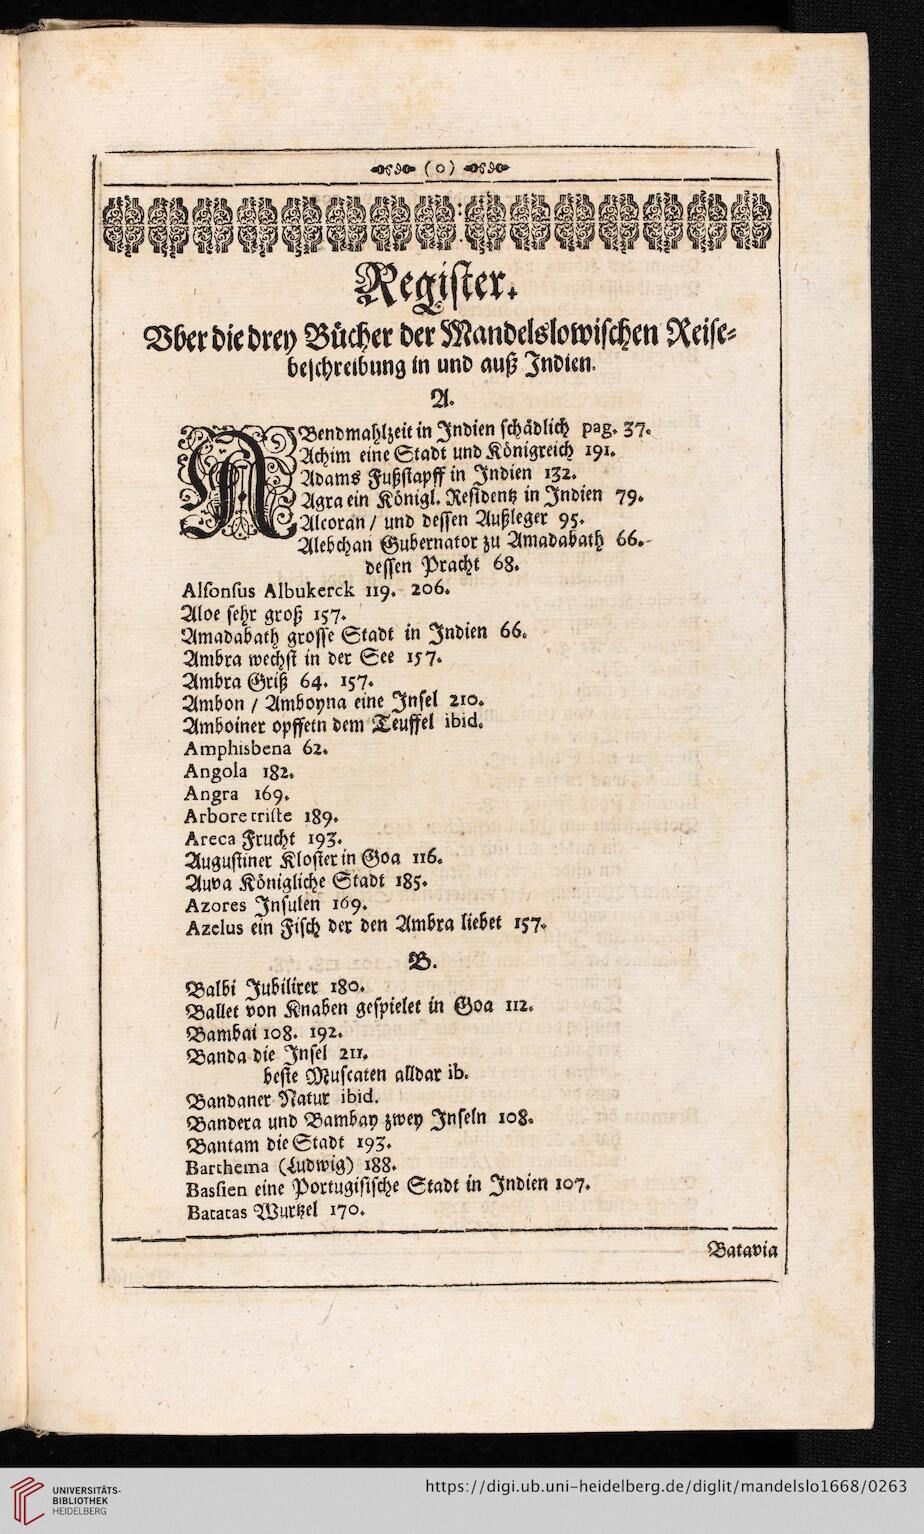 (o)
Register.
Vber die drey Bücher der Mandelslowischen Reise-
beschreibung in und auß Indien.
A.
ABendmahlzeit in Indien schädlich pag. 37.
Achim eine Stadt und Königreich 191.
Adams Fußstapff in Indien 132.
Agra ein Königl. Residentz in Indien 79.
Alcoran / und dessen Außleger 95.
Alebchan Gubernator zu Amadabath 66.
dessen Pracht 68.
Alfonsus Albukerck 119. 206.
Aloe sehr groß 157.
Amadabath grosse Stadt in Indien 66.
Ambra wechst in der See 157.
Ambra Griß 64. 157.
Ambon / Amboyna eine Insel 210.
Amboiner opffern dem Teuffel ibid.
Amphisbena 62.
Angola 182.
Angra 169.
Arbore triste 189.
Areca Frucht 193.
Augustiner Kloster in Goa 116.
Auva Königliche Stadt 185.
Azores Insulen 169.
Azelus ein Fisch der den Ambra liebet 157.
B.
Balbi Jubilirer 180.
Ballet von Knaben gespielet in Goa 112.
Bambai 108. 192.
Banda die Insel 211.
beste Muscaten alldar ib.
Bandaner Natur ibid.
Bandera und Bambay zwey Inseln 108.
Bantam die Stadt 193.
Barthema (Ludwig) 188.
Bassien eine Portugisische Stadt in Indien 107.
Batatas Wurtzel 170.
Batavia
UNIVERSITÄTS-
BIBLIOTHEK
HEIDELBERG
https://digi.ub.uni-heidelberg.de/diglit/mandelslo1668/0263